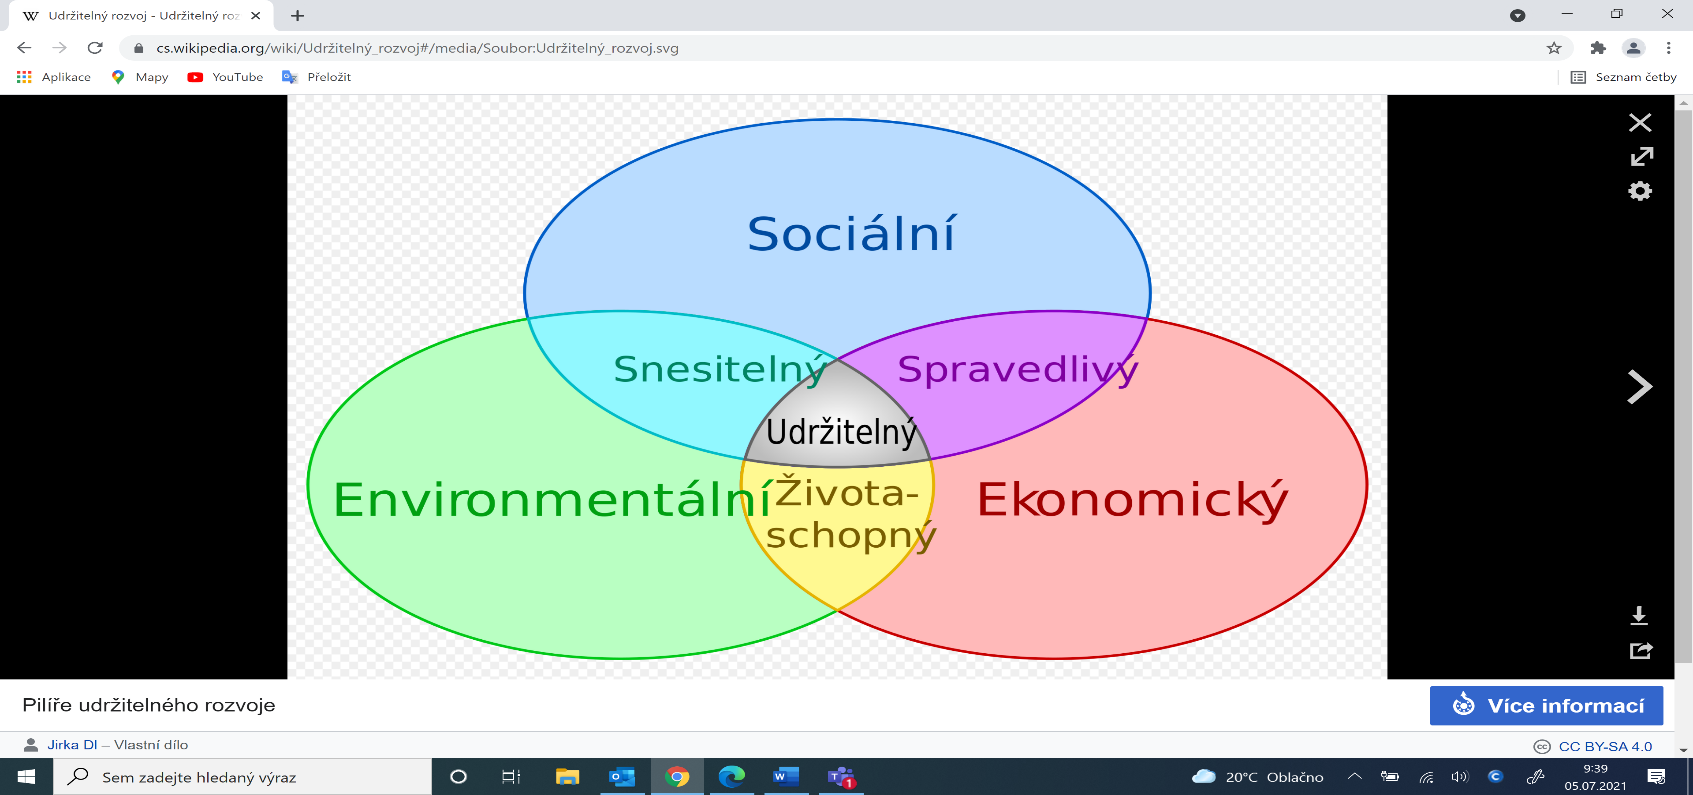 Udržitelný rozvoj - Udržitelný roz
cs.wikipedia.org/wiki/Udržitelný_rozvoj#/media/Soubor:Udržitelný_rozvoj.svg
Aplikace Mapy YouTube Přeložit Seznam četby
Sociální
Snesitelný Spravedlivý
Udržitelný
Environmentální Života- Ekonomický
schopný
Pilíře udržitelného rozvoje Více informací
Jirka Dl – Vlastní dílo CC BY-SA 4.0
Sem zadejte hledaný výraz 1 20°C Oblačno 9:39
05.07.2021